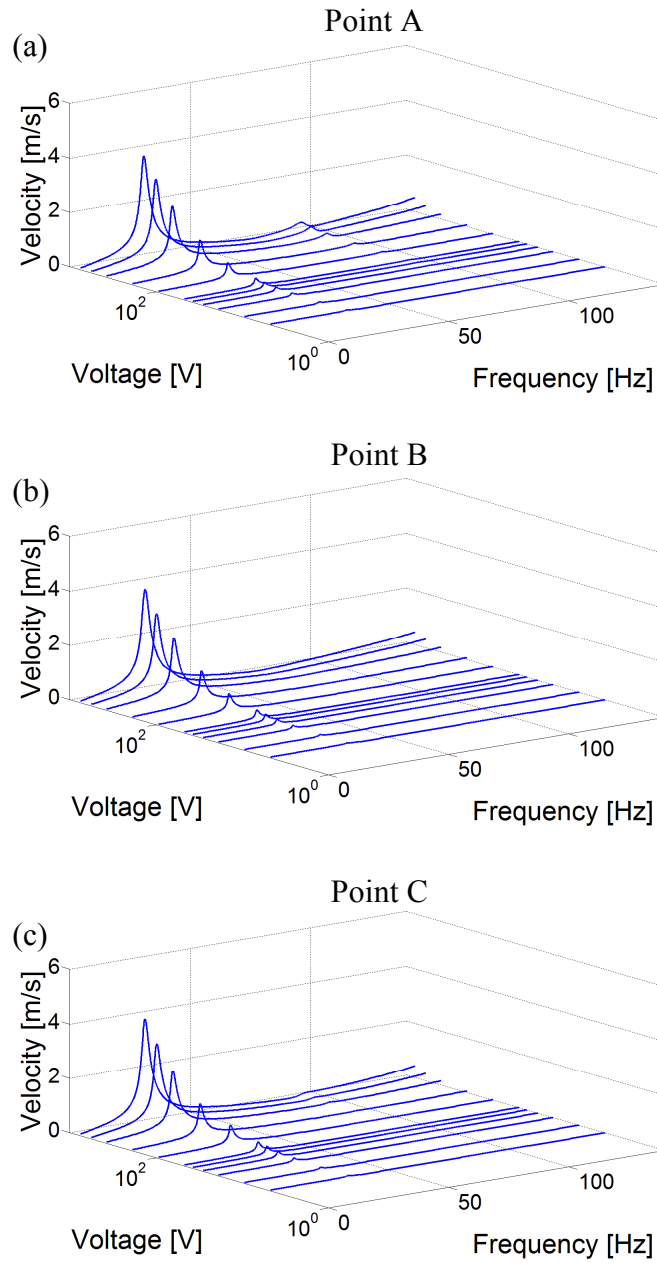 Point A
(a)
6
4
2
0
Velocity [m/s]
10²
10⁰
Voltage [V]
0
50
100
Frequency [Hz]
Point B
(b)
6
4
2
0
Velocity [m/s]
10²
10⁰
Voltage [V]
0
50
100
Frequency [Hz]
Point C
(c)
6
4
2
0
Velocity [m/s]
10²
10⁰
Voltage [V]
0
50
100
Frequency [Hz]